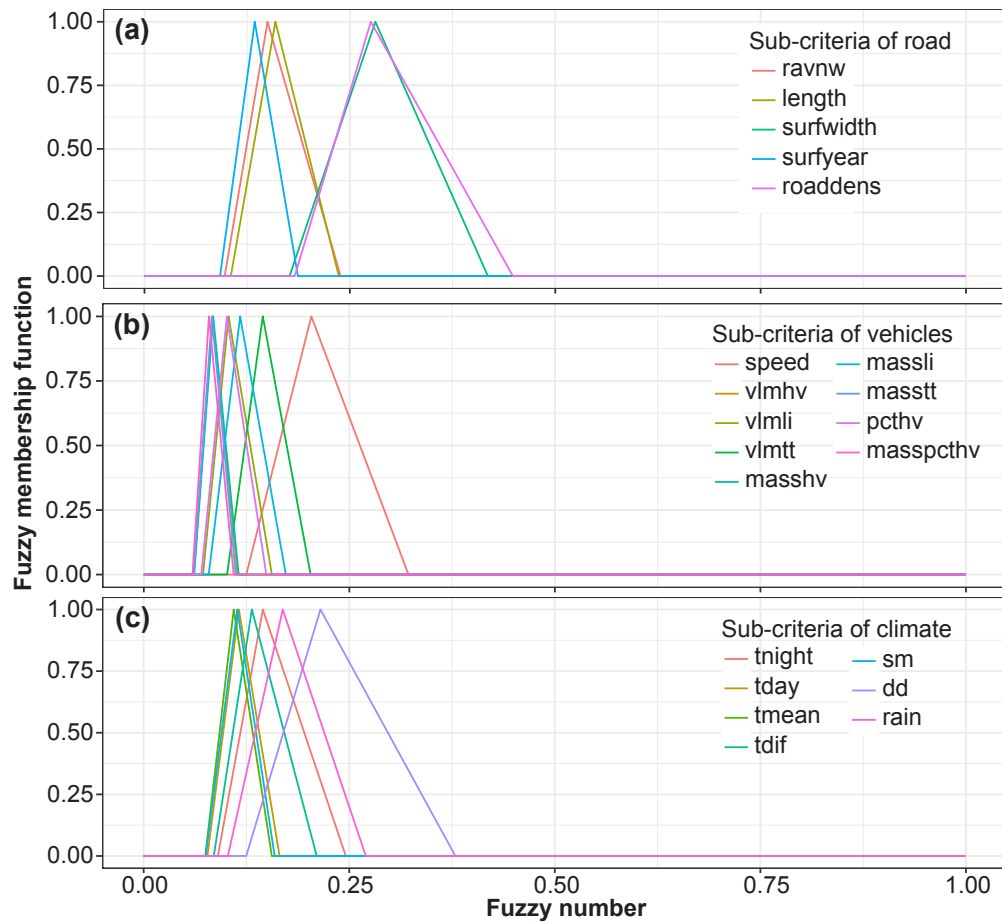 Fuzzy membership function
(a)
1.00
0.75
0.50
0.25
0.00
Sub-criteria of road
ravnw
length
surfwidth
surfyear
roaddens
(b)
1.00
0.75
0.50
0.25
0.00
Sub-criteria of vehicles
speed massli
vlmhv masstt
vlmli pcthv
vlmtt masspcthv
masshv
(c)
1.00
0.75
0.50
0.25
0.00
Sub-criteria of climate
tnight sm
tday dd
tmean rain
tdif
0.00 0.25 0.50 0.75 1.00
Fuzzy number